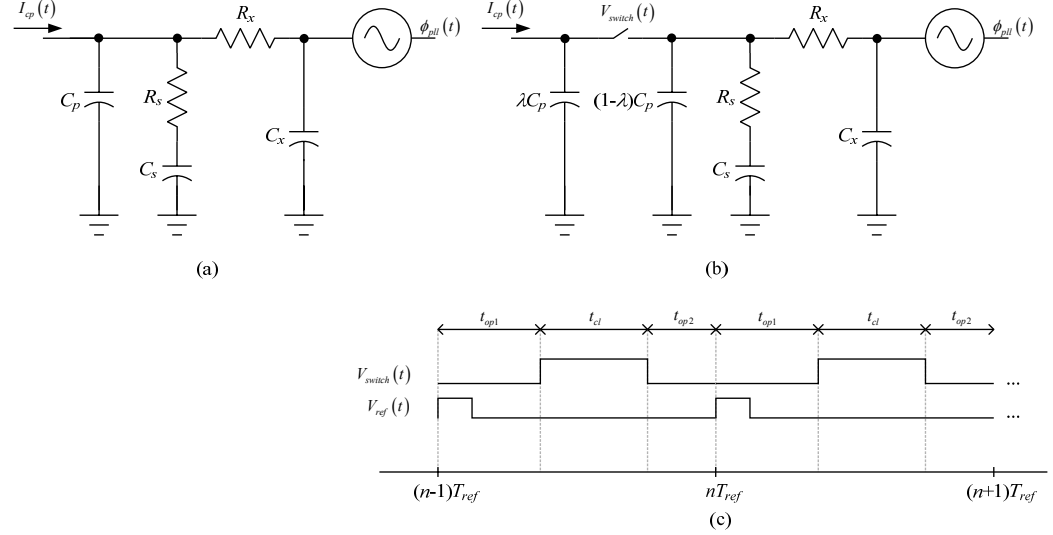 I_cp(t)
R_x
ϕ_pll(t)
C_p
R_s
C_x
C_s
(a)
I_cp(t)
V_switch(t)
R_x
ϕ_pll(t)
λC_p
(1-λ)C_p
R_s
C_x
C_s
(b)
t_op1 t_cl t_op2 t_op1 t_cl t_op2
V_switch(t) ...
V_ref(t) ...
(n-1)T_ref nT_ref (n+1)T_ref
(c)